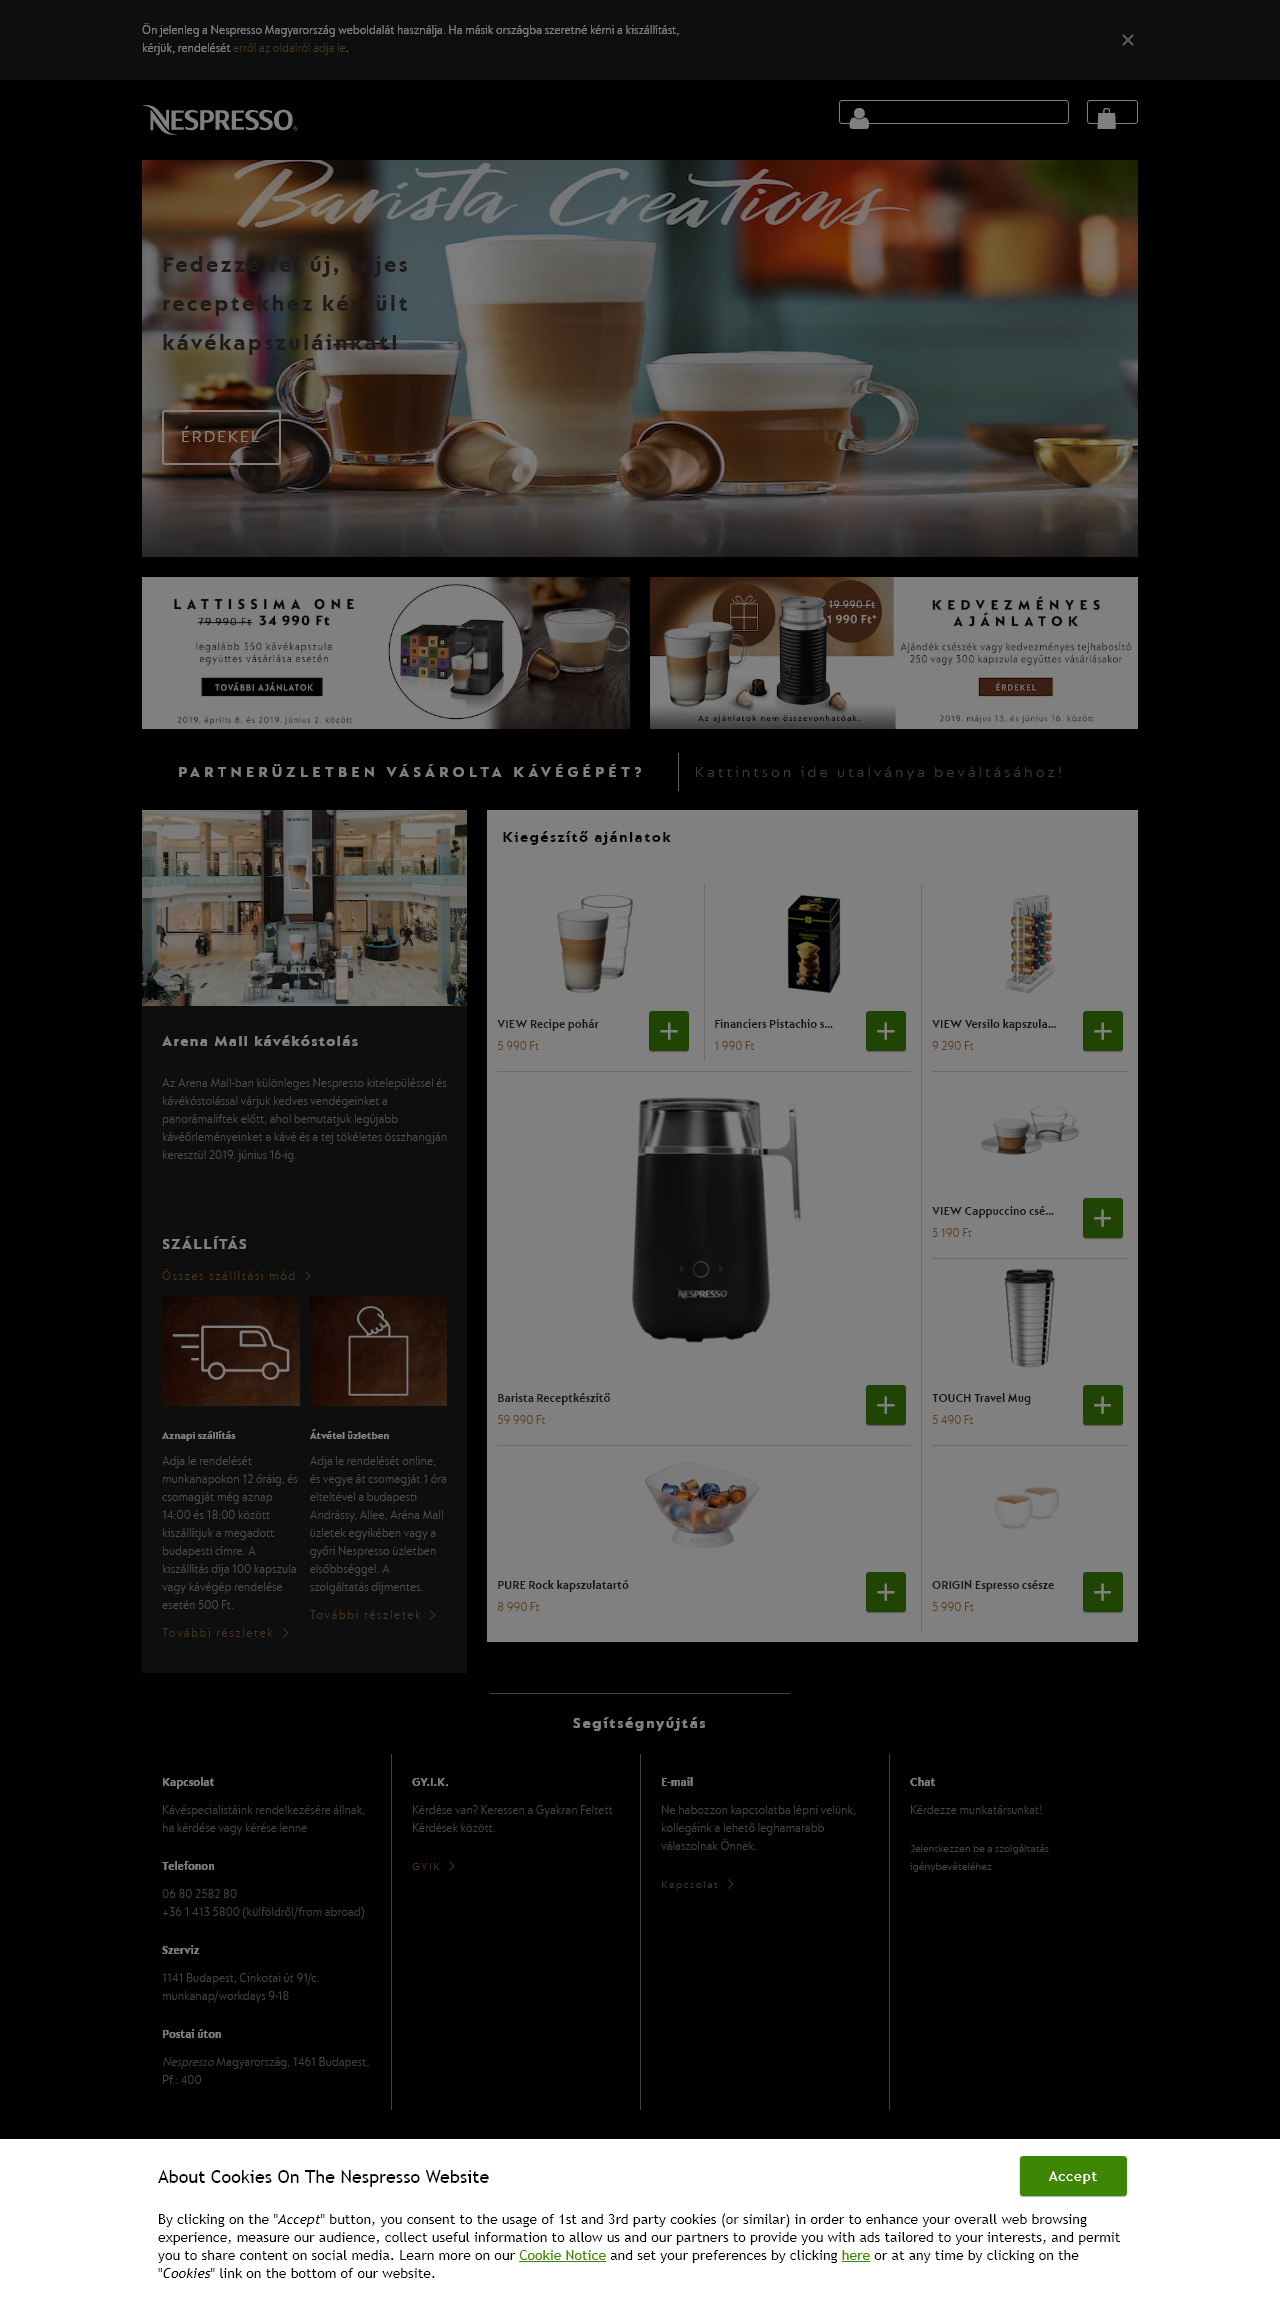 Ön jelenleg a Nespresso Magyarország weboldalát használja. Ha másik országba szeretné kérni a kiszállítást,
kérjük, rendelését erről az oldalról adja le.
NESPRESSO
Barista Creations
Fedezze fel új, tejes
receptekhez készült
kávékapszuláinkat!
ÉRDEKEL
LATTISSIMA ONE
79 990 Ft 34 990 Ft
legalább 350 kávékapszula
együttes vásárlása esetén
TOVÁBBI AJÁNLATOK
2019. április 8. és 2019. június 2. között
19 990 Ft
1 990 Ft*
Az ajánlatok nem összevonhatóak.
KEDVEZMÉNYES
AJÁNLATOK
Ajándék csészék vagy kedvezményes tejhabosító
250 vagy 300 kapszula együttes vásárlásakor
ÉRDEKEL
2019. május 13. és június 16. között
PARTNERÜZLETBEN VÁSÁROLTA KÁVÉGÉPÉT?
Kattintson ide utalványa beváltásához!
Arena Mall kávékóstolás
Az Arena Mall-ban különleges Nespresso kitelepüléssel és
kávékóstolással várjuk kedves vendégeinket a
panorámaliftek előtt, ahol bemutatjuk legújabb
kávéőrleményeinket a kávé és a tej tökéletes összhangján
keresztül 2019. június 16-ig.
SZÁLLÍTÁS
Összes szállítási mód
Aznapi szállítás
Adja le rendelését
munkanapokon 12 óráig, és
csomagját még aznap
14:00 és 18:00 között
kiszállítjuk a megadott
budapesti címre. A
kiszállítás díja 100 kapszula
vagy kávégép rendelése
esetén 500 Ft.
További részletek
Átvétel üzletben
Adja le rendelését online,
és vegye át csomagját 1 óra
elteltével a budapesti
Andrássy, Allee, Aréna Mall
üzletek egyikében vagy a
győri Nespresso üzletben
elsőbbséggel. A
szolgáltatás díjmentes.
További részletek
Kiegészítő ajánlatok
VIEW Recipe pohár
5 990 Ft
Financiers Pistachio s...
1 990 Ft
VIEW Versilo kapszula...
9 290 Ft
NESPRESSO
Barista Receptkészítő
59 990 Ft
VIEW Cappuccino csé...
5 190 Ft
TOUCH Travel Mug
5 490 Ft
PURE Rock kapszulatartó
8 990 Ft
ORIGIN Espresso csésze
5 990 Ft
Segítségnyújtás
Kapcsolat
Kávéspecialistáink rendelkezésére állnak,
ha kérdése vagy kérése lenne
Telefonon
06 80 2582 80
+36 1 413 5800 (külföldről/from abroad)
Szerviz
1141 Budapest, Cinkotai út 91/c.
munkanap/workdays 9-18
Postai úton
Nespresso Magyarország, 1461 Budapest,
Pf.: 400
GY.I.K.
Kérdése van? Keressen a Gyakran Feltett
Kérdések között.
GYIK
E-mail
Ne habozzon kapcsolatba lépni velünk,
kollegáink a lehető leghamarabb
válaszolnak Önnek.
Kapcsolat
Chat
Kérdezze munkatársunkat!
Jelentkezzen be a szolgáltatás
igénybevételéhez
About Cookies On The Nespresso Website
Accept
By clicking on the "Accept" button, you consent to the usage of 1st and 3rd party cookies (or similar) in order to enhance your overall web browsing
experience, measure our audience, collect useful information to allow us and our partners to provide you with ads tailored to your interests, and permit
you to share content on social media. Learn more on our Cookie Notice and set your preferences by clicking here or at any time by clicking on the
"Cookies" link on the bottom of our website.